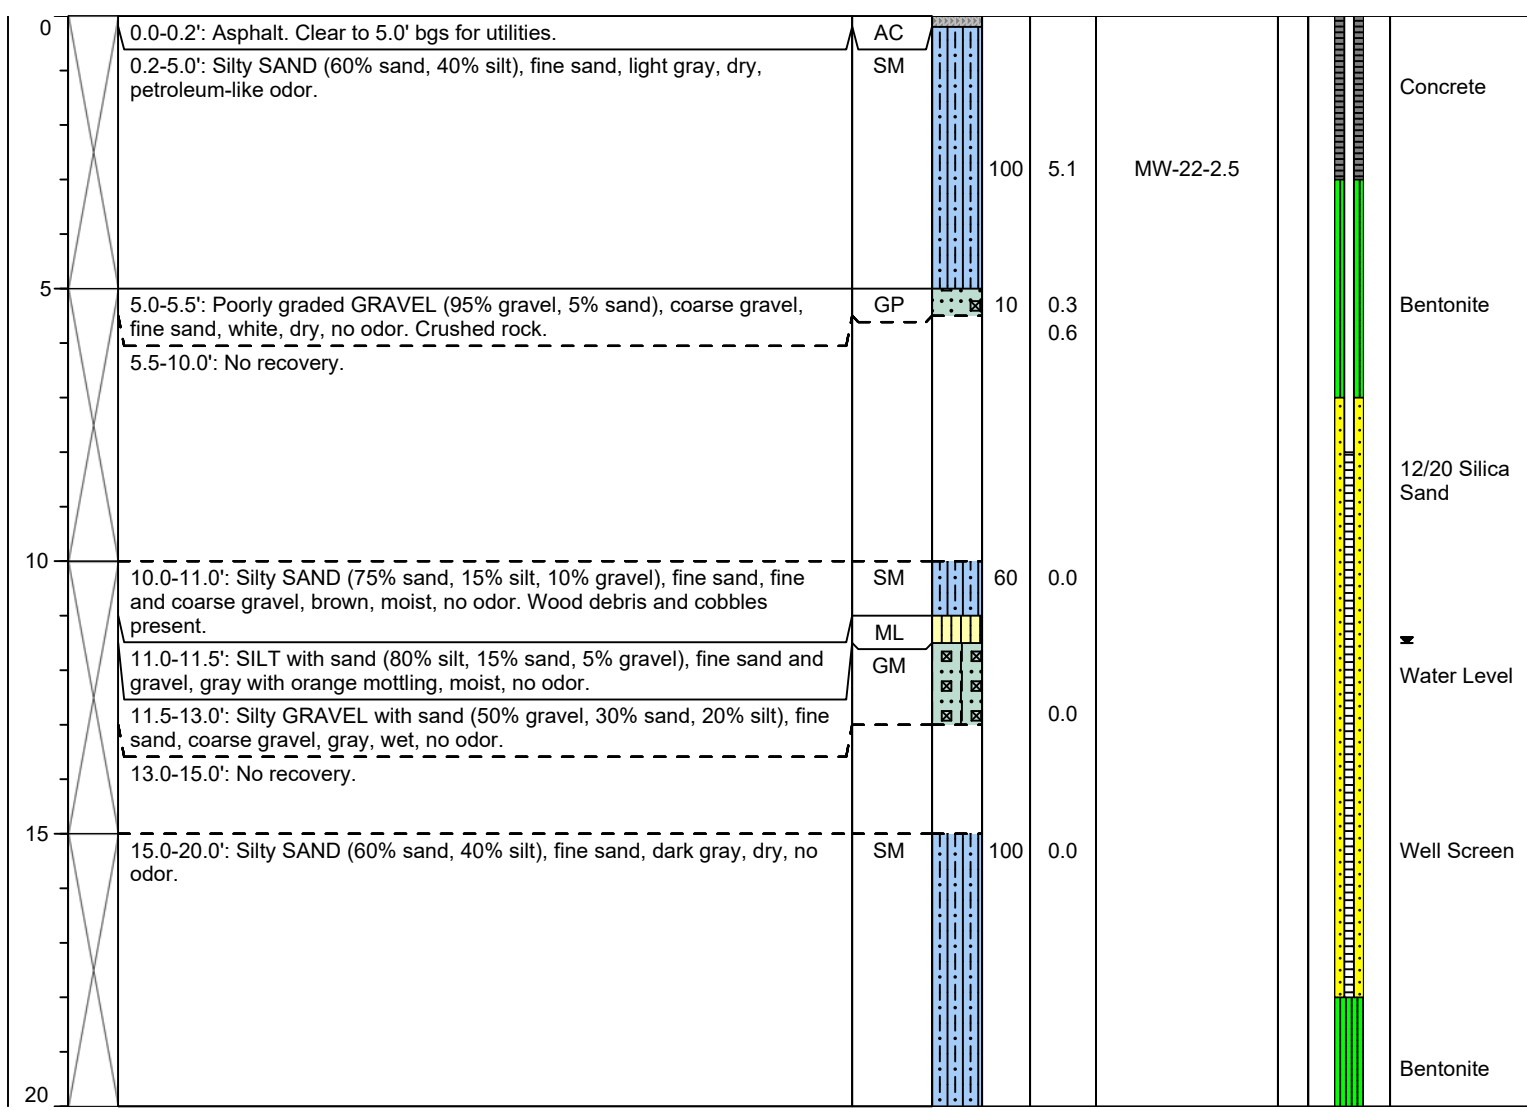 0
0.0-0.2': Asphalt. Clear to 5.0' bgs for utilities.
AC
0.2-5.0': Silty SAND (60% sand, 40% silt), fine sand, light gray, dry,
petroleum-like odor.
SM
Concrete
100
5.1
MW-22-2.5
5
5.0-5.5': Poorly graded GRAVEL (95% gravel, 5% sand), coarse gravel,
fine sand, white, dry, no odor. Crushed rock.
GP
10
0.3
0.6
Bentonite
5.5-10.0': No recovery.
12/20 Silica
Sand
10
10.0-11.0': Silty SAND (75% sand, 15% silt, 10% gravel), fine sand, fine
and coarse gravel, brown, moist, no odor. Wood debris and cobbles
present.
SM
60
0.0
ML
11.0-11.5': SILT with sand (80% silt, 15% sand, 5% gravel), fine sand and
gravel, gray with orange mottling, moist, no odor.
GM
Water Level
11.5-13.0': Silty GRAVEL with sand (50% gravel, 30% sand, 20% silt), fine
sand, coarse gravel, gray, wet, no odor.
0.0
13.0-15.0': No recovery.
15
15.0-20.0': Silty SAND (60% sand, 40% silt), fine sand, dark gray, dry, no
odor.
SM
100
0.0
Well Screen
Bentonite
20